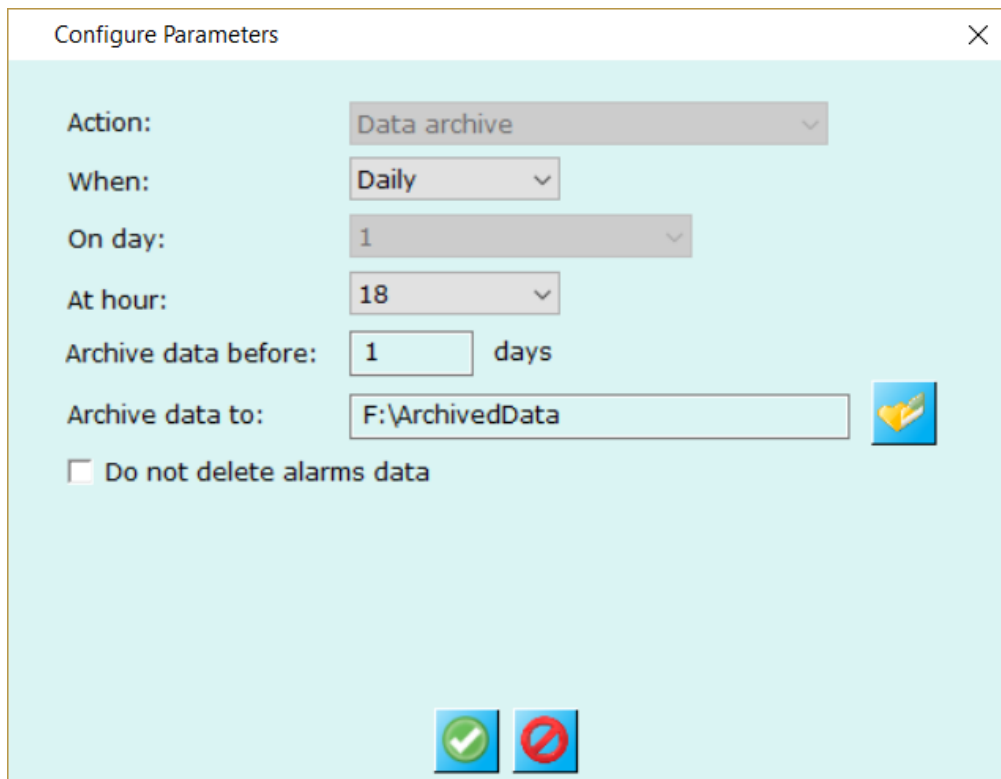 Configure Parameters
Action: Data archive
When: Daily
On day: 1
At hour: 18
Archive data before: 1 days
Archive data to: F:\ArchivedData
Do not delete alarms data